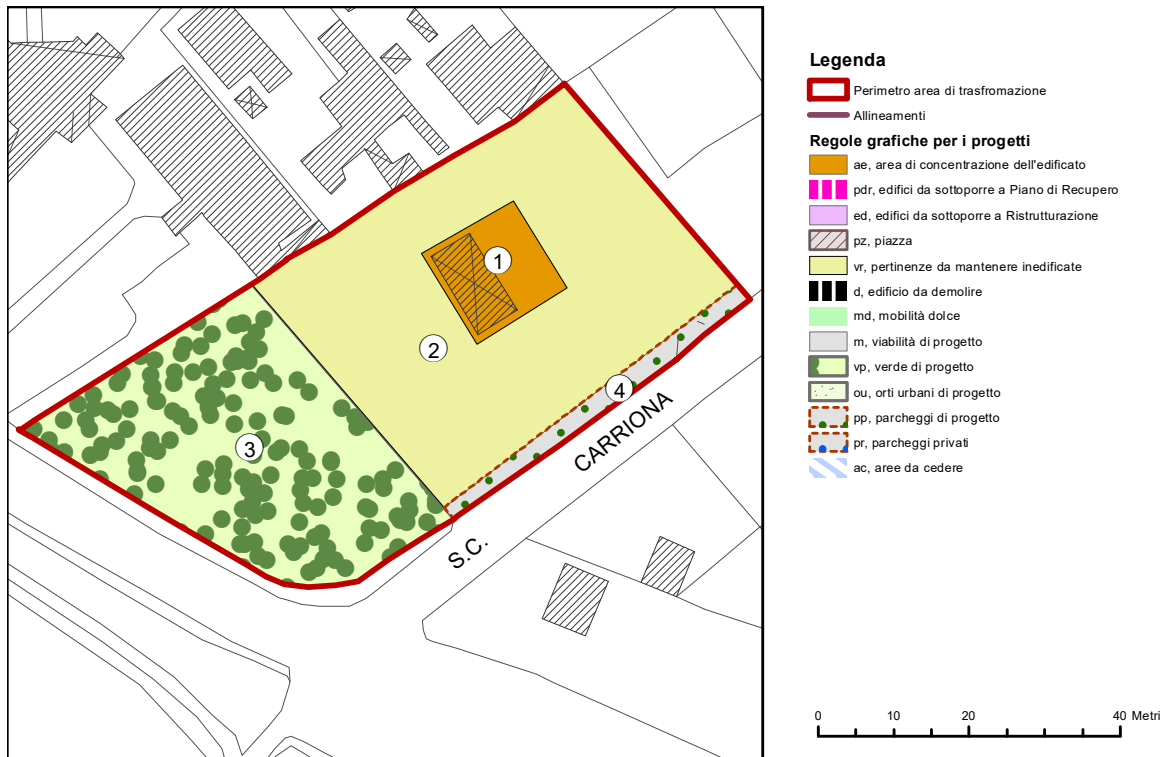 1
2
3
4
S.C.
CARRIONA
Legenda
Perimetro area di trasfromazione
Allineamenti
Regole grafiche per i progetti
ae, area di concentrazione dell'edificato
pdr, edifici da sottoporre a Piano di Recupero
ed, edifici da sottoporre a Ristrutturazione
pz, piazza
vr, pertinenze da mantenere inedificate
d, edificio da demolire
md, mobilità dolce
m, viabilità di progetto
vp, verde di progetto
ou, orti urbani di progetto
pp, parcheggi di progetto
pr, parcheggi privati
ac, aree da cedere
0 10 20 40 Metri